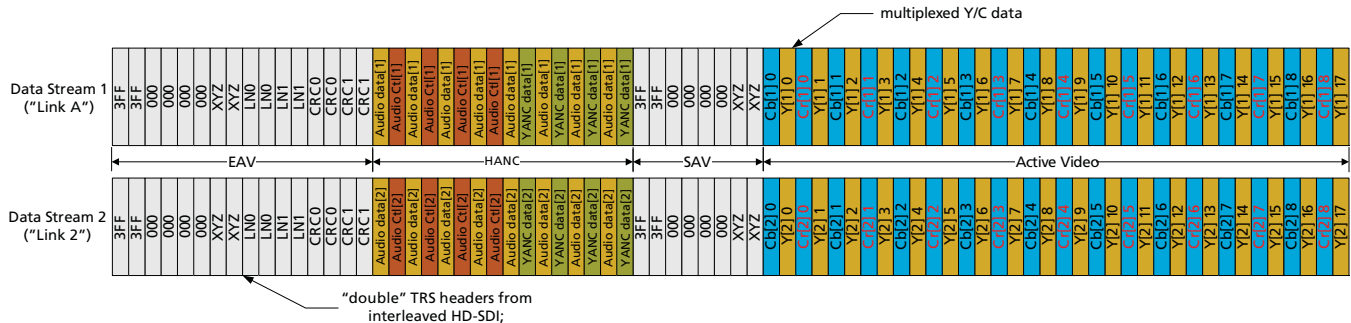 multiplexed Y/C data
Data Stream 1
("Link A")
3FF
3FF
000
000
000
000
XYZ
XYZ
LN0
LN0
LN1
LN1
CRC0
CRC0
CRC1
CRC1
Audio data[1]
Audio Ctl[1]
Audio data[1]
Audio Ctl[1]
Audio data[1]
Audio Ctl[1]
Audio data[1]
Audio Ctl[1]
Audio data[1]
YANC data[1]
Audio data[1]
YANC data[1]
Audio data[1]
YANC data[1]
Audio data[1]
YANC data[1]
3FF
3FF
000
000
000
000
XYZ
XYZ
Cb[1] 0
Y[1] 0
Cr[1] 0
Y[1] 1
Cb[1] 1
Y[1] 2
Cr[1] 1
Y[1] 3
Cb[1] 2
Y[1] 4
Cr[1] 2
Y[1] 5
Cb[1] 3
Y[1] 6
Cr[1] 3
Y[1] 7
Cb[1] 4
Y[1] 8
Cr[1] 4
Y[1] 9
Cb[1] 5
Y[1] 10
Cr[1] 5
Y[1] 11
Cb[1] 6
Y[1] 12
Cr[1] 6
Y[1] 13
Cb[1] 7
Y[1] 14
Cr[1] 7
Y[1] 15
Cb[1] 8
Y[1] 16
Cr[1] 8
Y[1] 17
EAV
HANC
SAV
Active Video
Data Stream 2
("Link 2")
3FF
3FF
000
000
000
000
XYZ
XYZ
LN0
LN0
LN1
LN1
CRC0
CRC0
CRC1
CRC1
Audio data[2]
Audio Ctl[2]
Audio data[2]
Audio Ctl[2]
Audio data[2]
Audio Ctl[2]
Audio data[2]
Audio Ctl[2]
Audio data[2]
YANC data[2]
Audio data[2]
YANC data[2]
Audio data[2]
YANC data[2]
Audio data[2]
YANC data[2]
3FF
3FF
000
000
000
000
XYZ
XYZ
Cb[2] 0
Y[2] 0
Cr[2] 0
Y[2] 1
Cb[2] 1
Y[2] 2
Cr[2] 1
Y[2] 3
Cb[2] 2
Y[2] 4
Cr[2] 2
Y[2] 5
Cb[2] 3
Y[2] 6
Cr[2] 3
Y[2] 7
Cb[2] 4
Y[2] 8
Cr[2] 4
Y[2] 9
Cb[2] 5
Y[2] 10
Cr[2] 5
Y[2] 11
Cb[2] 6
Y[2] 12
Cr[2] 6
Y[2] 13
Cb[2] 7
Y[2] 14
Cr[2] 7
Y[2] 15
Cb[2] 8
Y[2] 16
Cr[2] 8
Y[2] 17
"double" TRS headers from
interleaved HD-SDI;